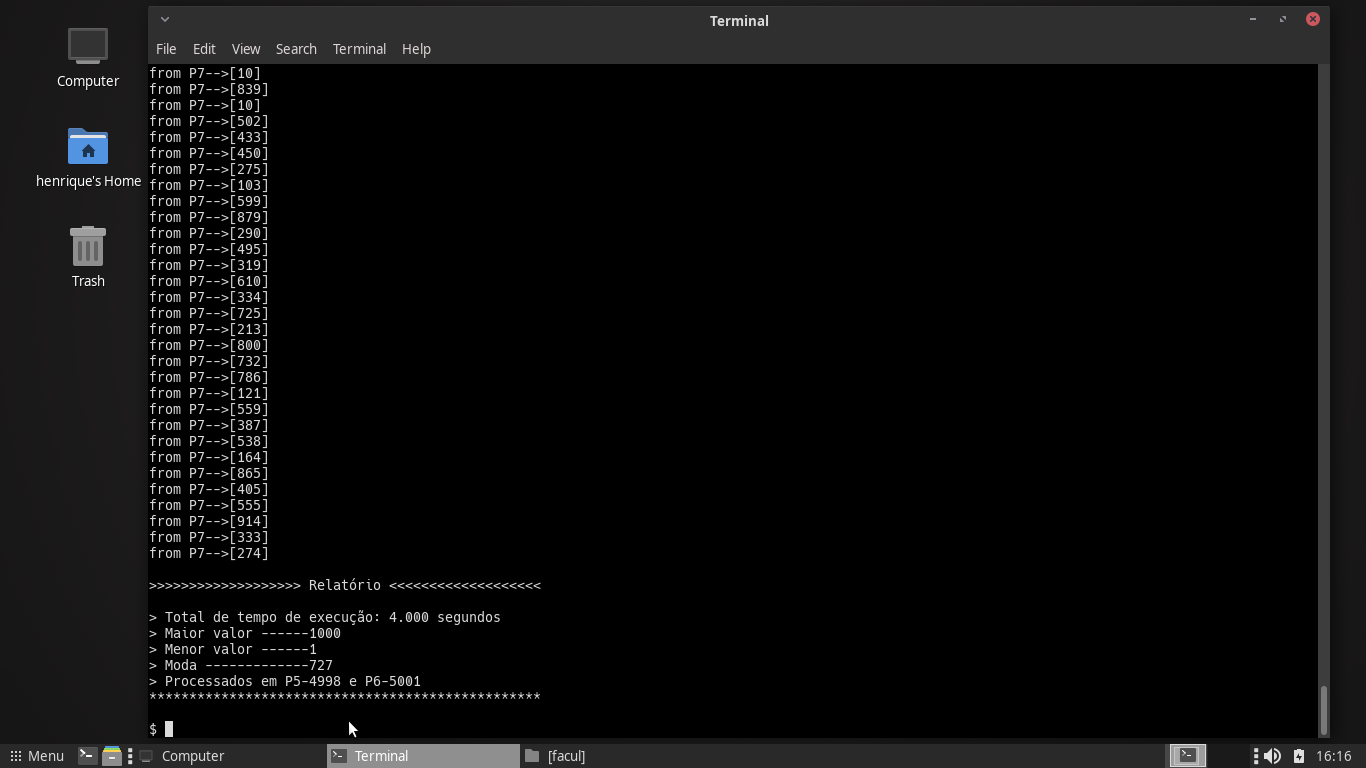 Terminal
File Edit View Search Terminal Help
Computer
henrique's Home
Trash
from P7-->[10]
from P7-->[839]
from P7-->[10]
from P7-->[502]
from P7-->[433]
from P7-->[450]
from P7-->[275]
from P7-->[103]
from P7-->[599]
from P7-->[879]
from P7-->[290]
from P7-->[495]
from P7-->[319]
from P7-->[610]
from P7-->[334]
from P7-->[725]
from P7-->[213]
from P7-->[800]
from P7-->[732]
from P7-->[786]
from P7-->[121]
from P7-->[559]
from P7-->[387]
from P7-->[538]
from P7-->[164]
from P7-->[865]
from P7-->[405]
from P7-->[555]
from P7-->[914]
from P7-->[333]
from P7-->[274]
>>>>>>>>>>>>>>>>>>> Relatório <<<<<<<<<<<<<<<<<<<
> Total de tempo de execução: 4.000 segundos
> Maior valor ------1000
> Menor valor ------1
> Moda -------------727
> Processados em P5-4998 e P6-5001
*************************************************
$
Menu Computer Terminal [facul] 16:16